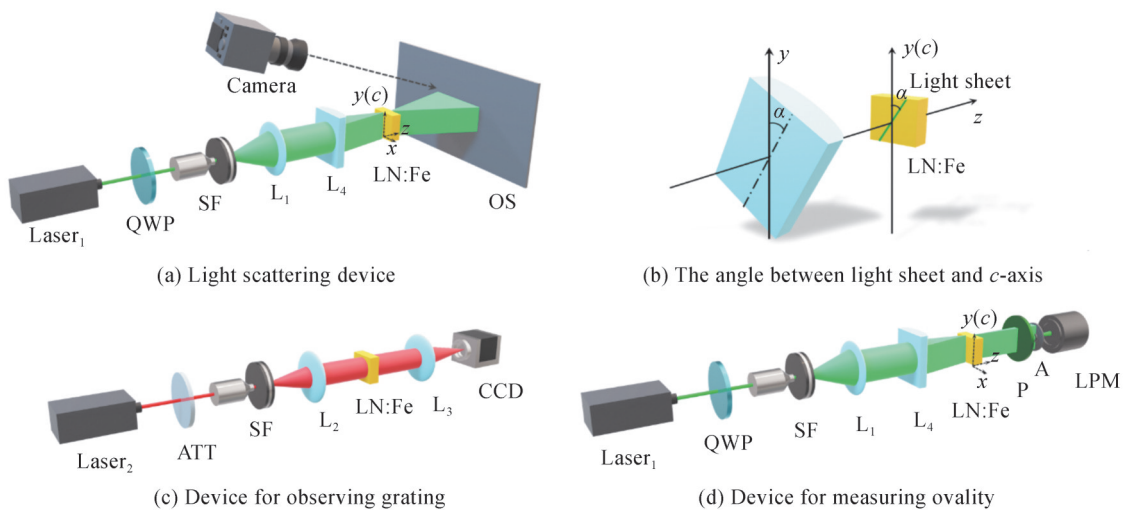 Camera
y(c)
z
x
LN:Fe
OS
L₄
L₁
SF
QWP
Laser₁
(a) Light scattering device
y
α
y(c)
Light sheet
α
z
LN:Fe
(b) The angle between light sheet and c-axis
CCD
L₃
LN:Fe
L₂
SF
ATT
Laser₂
(c) Device for observing grating
y(c)
z
x
A
P
LPM
LN:Fe
L₄
L₁
SF
QWP
Laser₁
(d) Device for measuring ovality